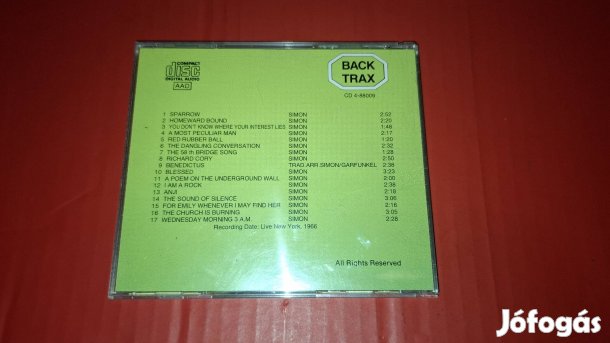 COMPACT
disc
DIGITAL AUDIO
AAD
BACK
TRAX
CD 4-88009
1 SPARROW SIMON 2:52
2 HOMEWARD BOUND SIMON 2:20
3 YOU DON'T KNOW WHERE YOUR INTEREST LIES SIMON 1:48
4 A MOST PECULIAR MAN SIMON 2:17
5 RED RUBBER BALL SIMON 1:20
6 THE DANGLING CONVERSATION SIMON 2:32
7 THE 58 th BRIDGE SONG SIMON 1:28
8 RICHARD CORY SIMON 2:50
9 BENEDICTUS TRAD.ARR.SIMON/GARFUNKEL 2:38
10 BLESSED SIMON 3:23
11 A POEM ON THE UNDERGROUND WALL SIMON 2:00
12 I AM A ROCK SIMON 2:38
13 ANJI SIMON 2:18
14 THE SOUND OF SILENCE SIMON 3:06
15 FOR EMILY WHENEVER I MAY FIND HER SIMON 2:16
16 THE CHURCH IS BURNING SIMON 3:05
17 WEDNESDAY MORNING 3 A.M. SIMON 2:28
Recording Date: Live New York, 1966
All Rights Reserved
Jófogás